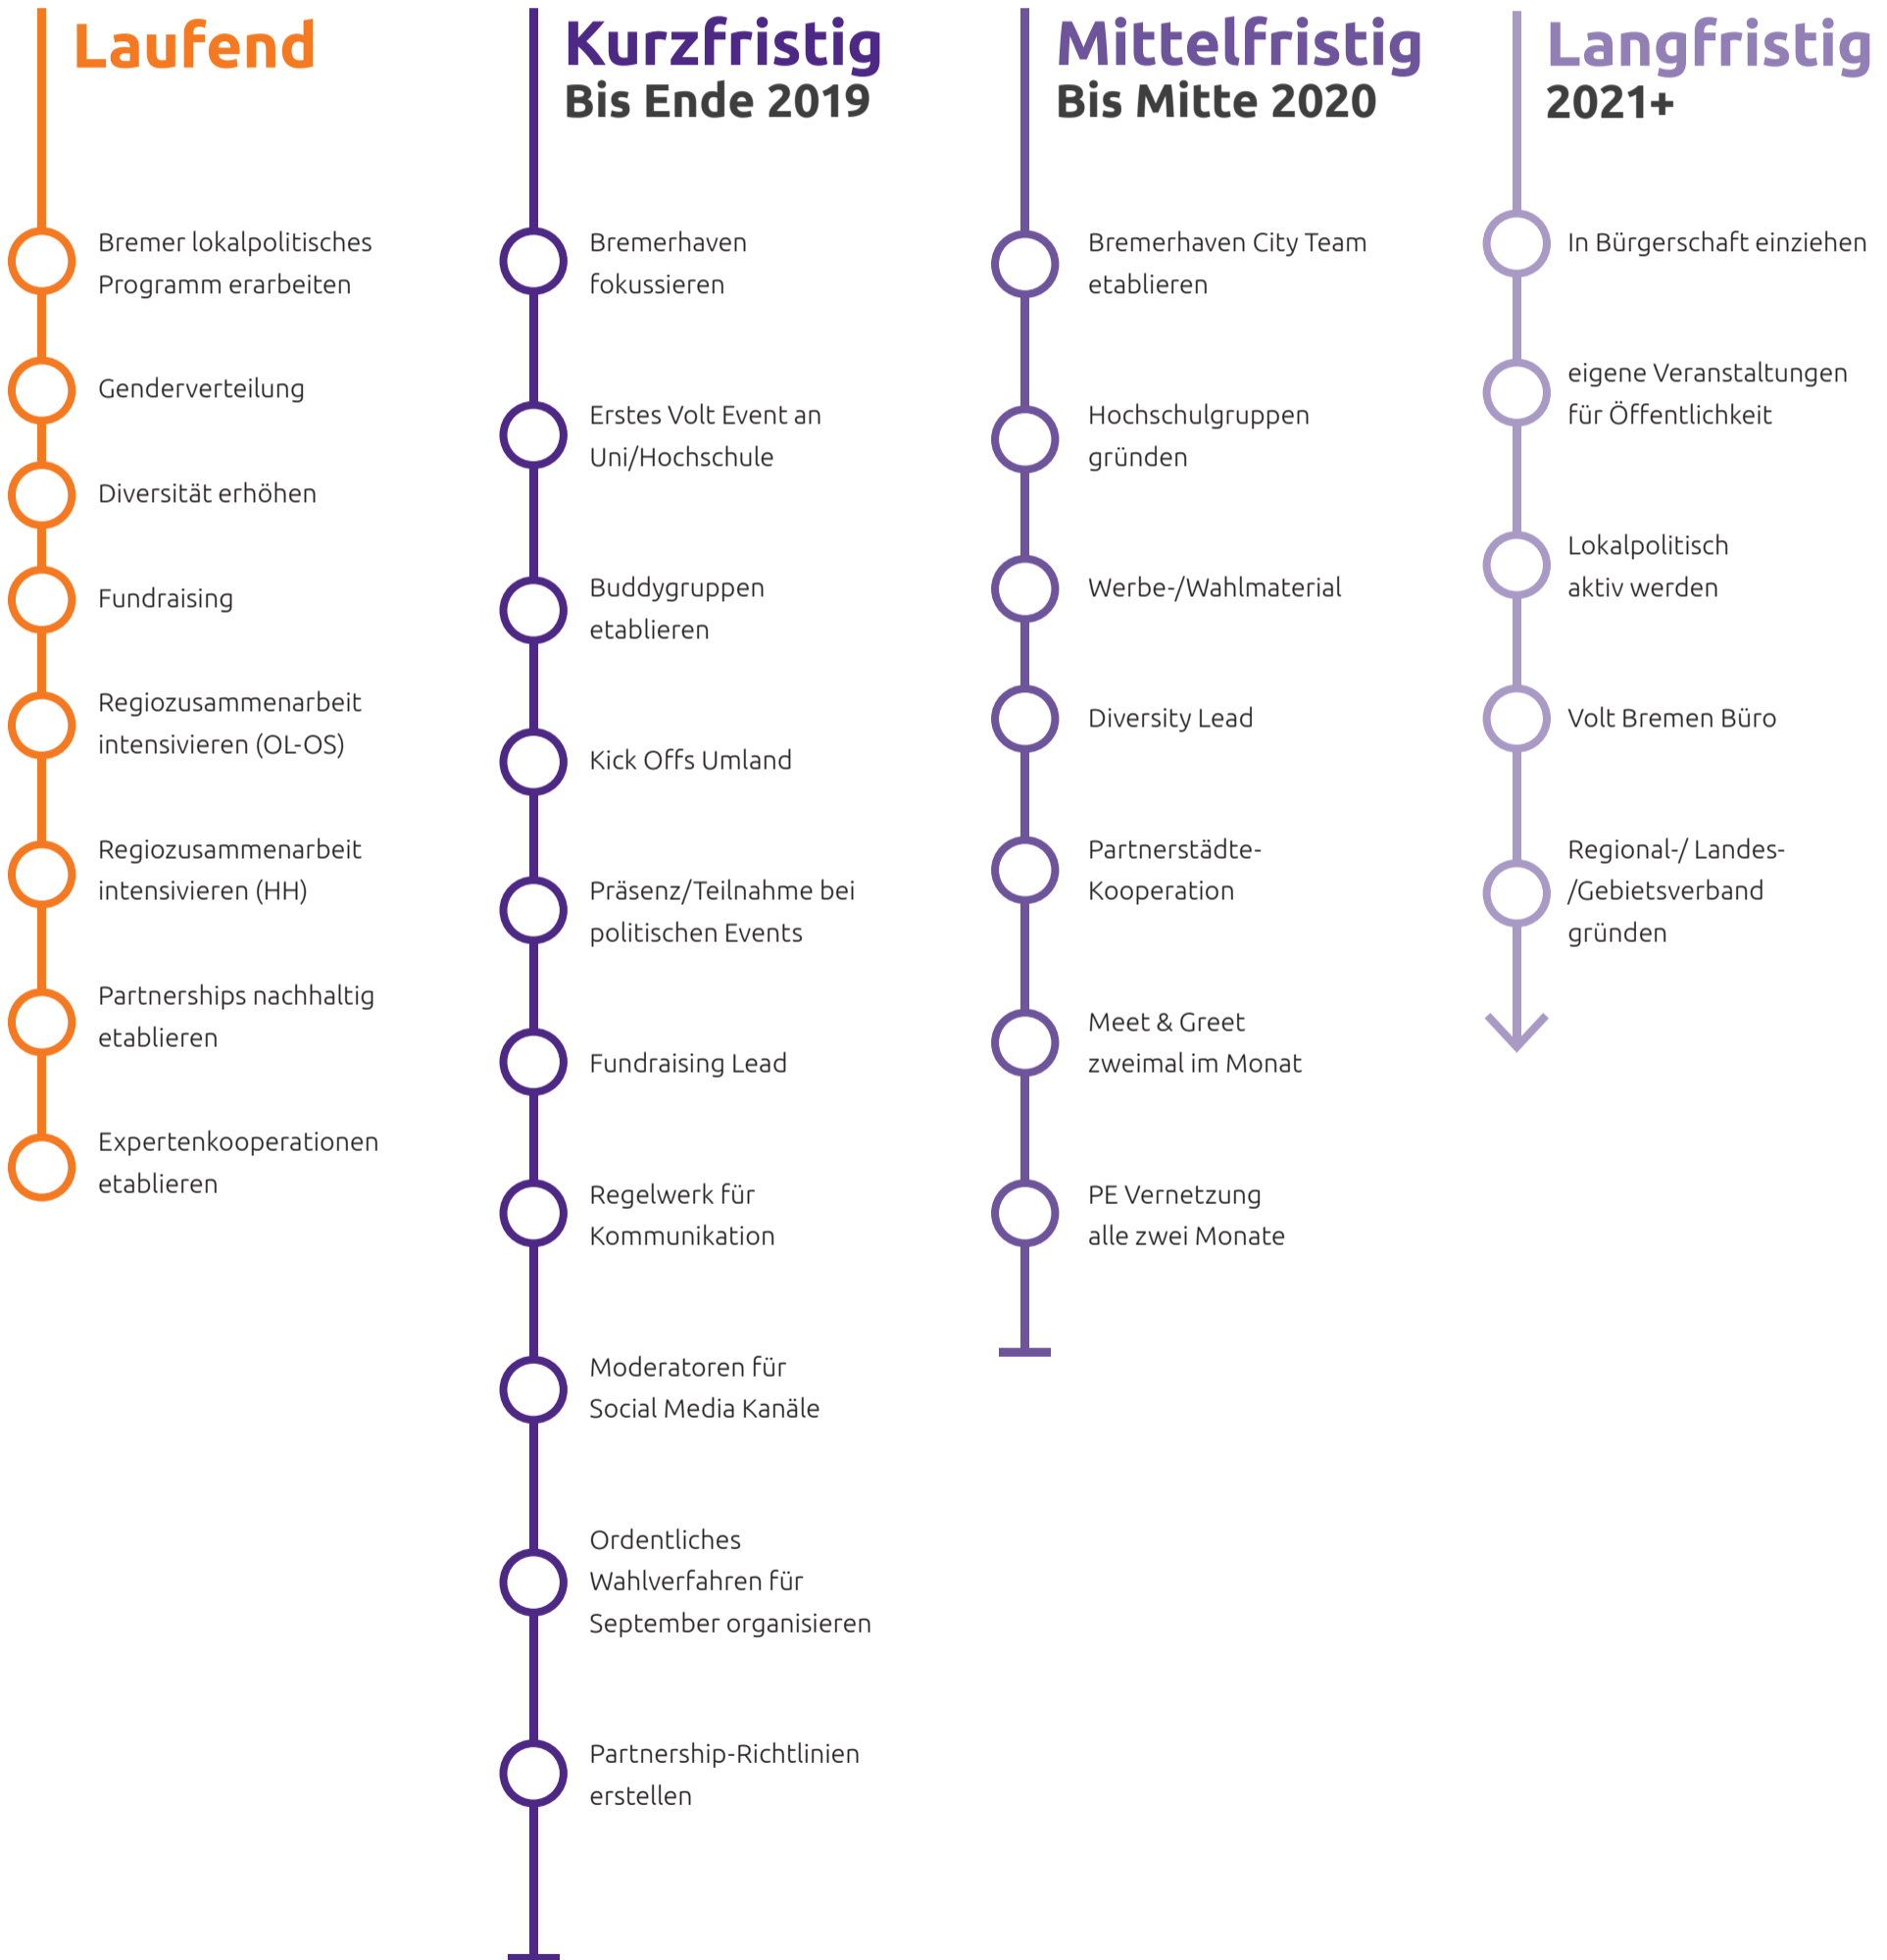 Laufend
Bremer lokalpolitisches
Programm erarbeiten
Genderverteilung
Diversität erhöhen
Fundraising
Regiozusammenarbeit
intensivieren (OL-OS)
Regiozusammenarbeit
intensivieren (HH)
Partnerships nachhaltig
etablieren
Expertenkooperationen
etablieren
Kurzfristig
Bis Ende 2019
Bremerhaven
fokussieren
Erstes Volt Event an
Uni/Hochschule
Buddygruppen
etablieren
Kick Offs Umland
Präsenz/Teilnahme bei
politischen Events
Fundraising Lead
Regelwerk für
Kommunikation
Moderatoren für
Social Media Kanäle
Ordentliches
Wahlverfahren für
September organisieren
Partnership-Richtlinien
erstellen
Mittelfristig
Bis Mitte 2020
Bremerhaven City Team
etablieren
Hochschulgruppen
gründen
Werbe-/Wahlmaterial
Diversity Lead
Partnerstädte-
Kooperation
Meet & Greet
zweimal im Monat
PE Vernetzung
alle zwei Monate
Langfristig
2021+
In Bürgerschaft einziehen
eigene Veranstaltungen
für Öffentlichkeit
Lokalpolitisch
aktiv werden
Volt Bremen Büro
Regional-/ Landes-
/Gebietsverband
gründen